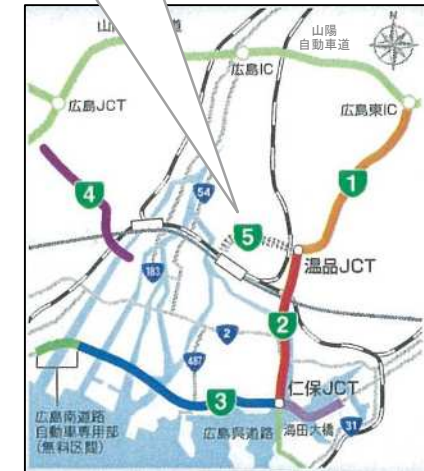 山陽
自動車道
広島IC
広島JCT
広島東IC
1
4
54
5
温品JCT
183
2
2
487
3
仁保JCT
広島南道路
自動車専用部
(無料区間)
広島呉道路
海田大橋
31